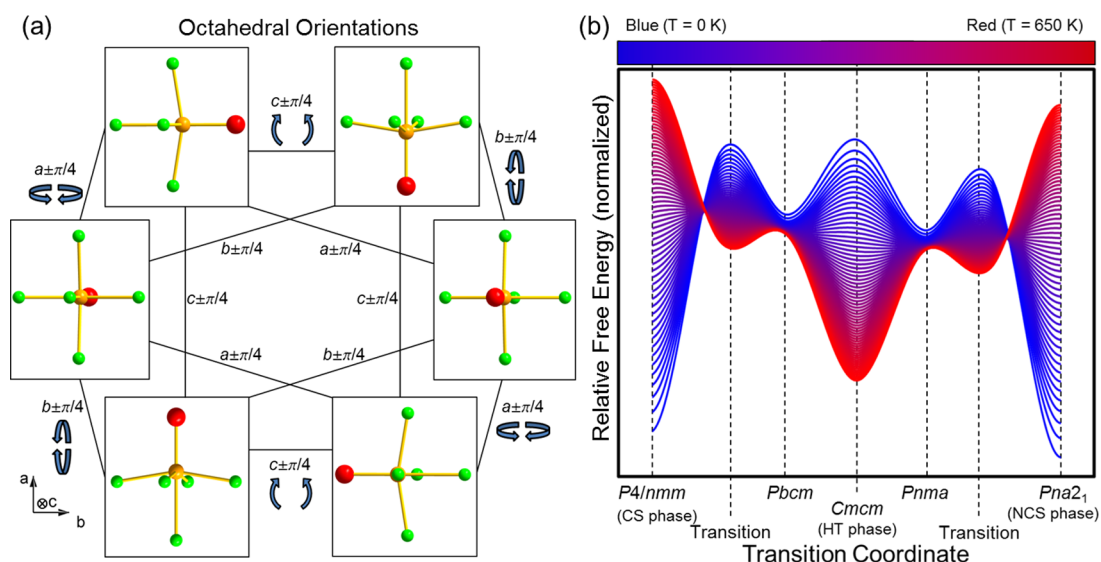 (a)
Octahedral Orientations
c±π/4
b±π/4
a±π/4
b±π/4
a±π/4
c±π/4
c±π/4
a±π/4
b±π/4
b±π/4
a±π/4
c±π/4
a
⊗c
b
(b)
Blue (T = 0 K)
Red (T = 650 K)
Relative Free Energy (normalized)
P4/nmm
(CS phase)
Transition
Pbcm
Cmcm
(HT phase)
Pnma
Transition
Pna2₁
(NCS phase)
Transition Coordinate